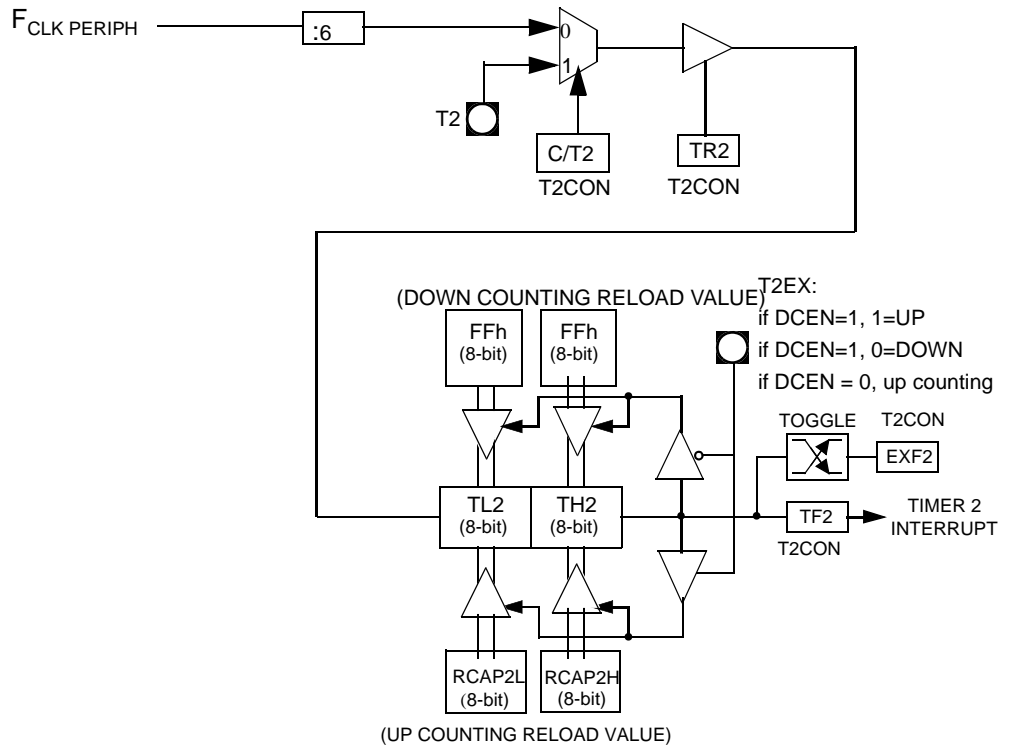 F CLK PERIPH
:6
0
1
T2
C/T2
TR2
T2CON
T2CON
T2EX:
(DOWN COUNTING RELOAD VALUE)
if DCEN=1, 1=UP
FFh
(8-bit)
FFh
(8-bit)
if DCEN=1, 0=DOWN
if DCEN = 0, up counting
TOGGLE
T2CON
EXF2
TL2
(8-bit)
TH2
(8-bit)
TF2
TIMER 2
INTERRUPT
T2CON
RCAP2L
(8-bit)
RCAP2H
(8-bit)
(UP COUNTING RELOAD VALUE)